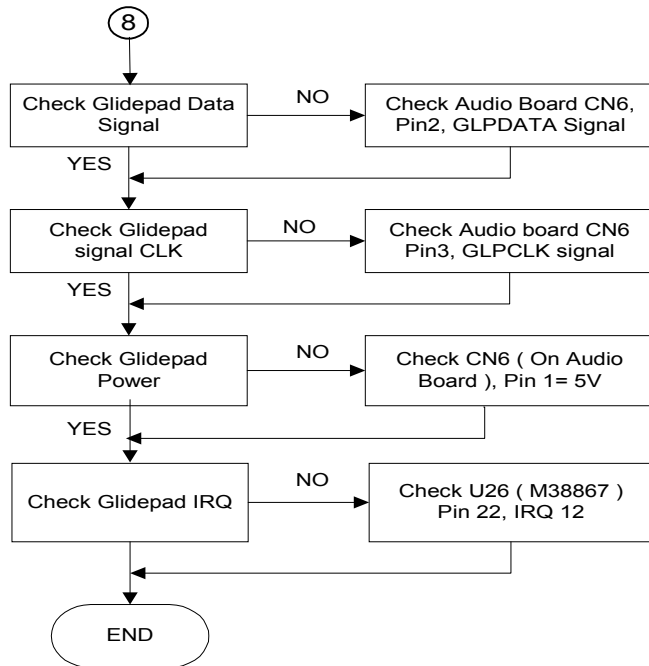 8
Check Glidepad Data
Signal
NO
Check Audio Board CN6,
Pin2, GLPDATA Signal
YES
Check Glidepad
signal CLK
NO
Check Audio board CN6
Pin3, GLPCLK signal
YES
Check Glidepad
Power
NO
Check CN6 ( On Audio
Board ), Pin 1= 5V
YES
Check Glidepad IRQ
NO
Check U26 ( M38867 )
Pin 22, IRQ 12
END